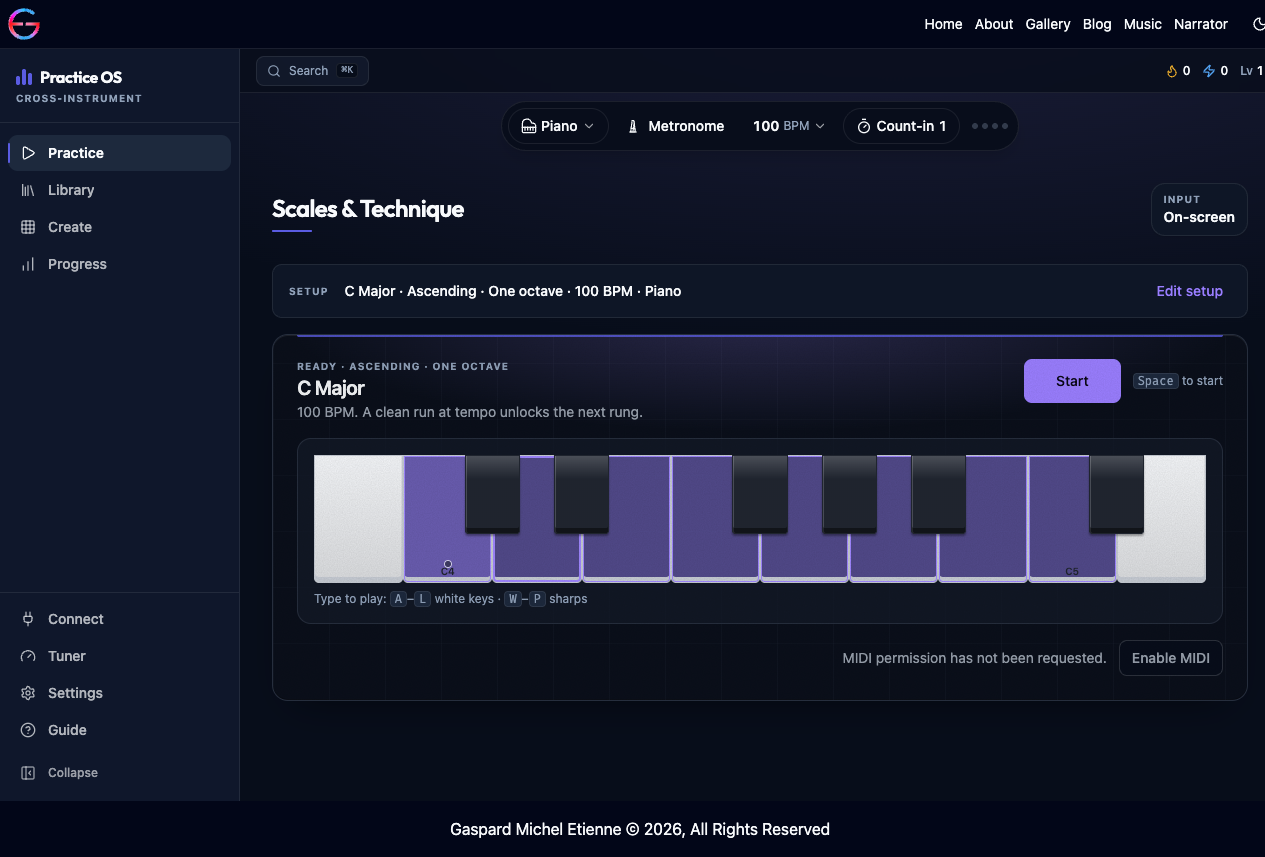 Home About Gallery Blog Music Narrator
Practice OS
CROSS-INSTRUMENT
Search ⌘K
0 0 Lv 1
Piano Metronome 100 BPM Count-in 1
Practice
Library
Create
Progress
Scales & Technique
INPUT
On-screen
SETUP C Major · Ascending · One octave · 100 BPM · Piano Edit setup
READY · ASCENDING · ONE OCTAVE
C Major
100 BPM. A clean run at tempo unlocks the next rung.
Start Space to start
C4 C5
Type to play: A–L white keys · W–P sharps
MIDI permission has not been requested. Enable MIDI
Connect
Tuner
Settings
Guide
Collapse
Gaspard Michel Etienne © 2026, All Rights Reserved